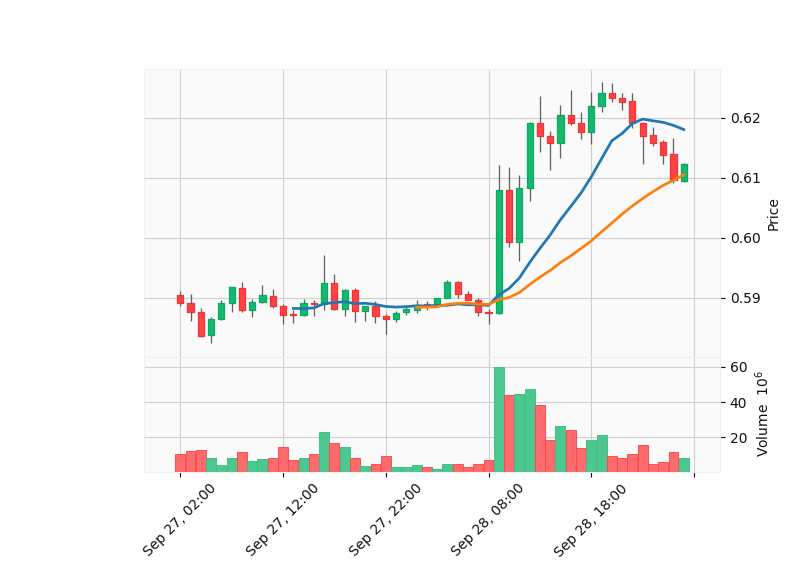 0.62
0.61
0.60
0.59
Price
60
40
20
Volume 10^6
Sep 27, 02:00
Sep 27, 12:00
Sep 27, 22:00
Sep 28, 08:00
Sep 28, 18:00